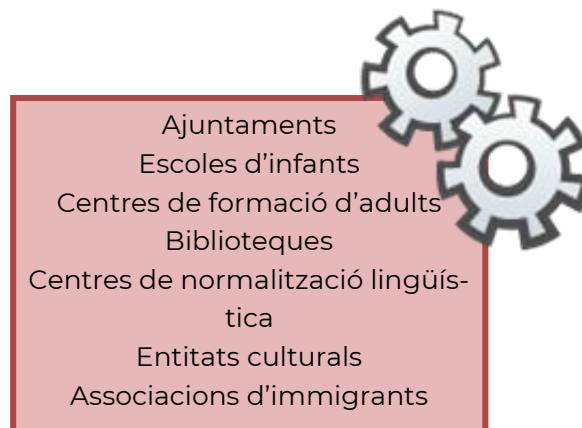 Ajuntaments
Escoles d’infants
Centres de formació d’adults
Biblioteques
Centres de normalització lingüís-
tica
Entitats culturals
Associacions d’immigrants